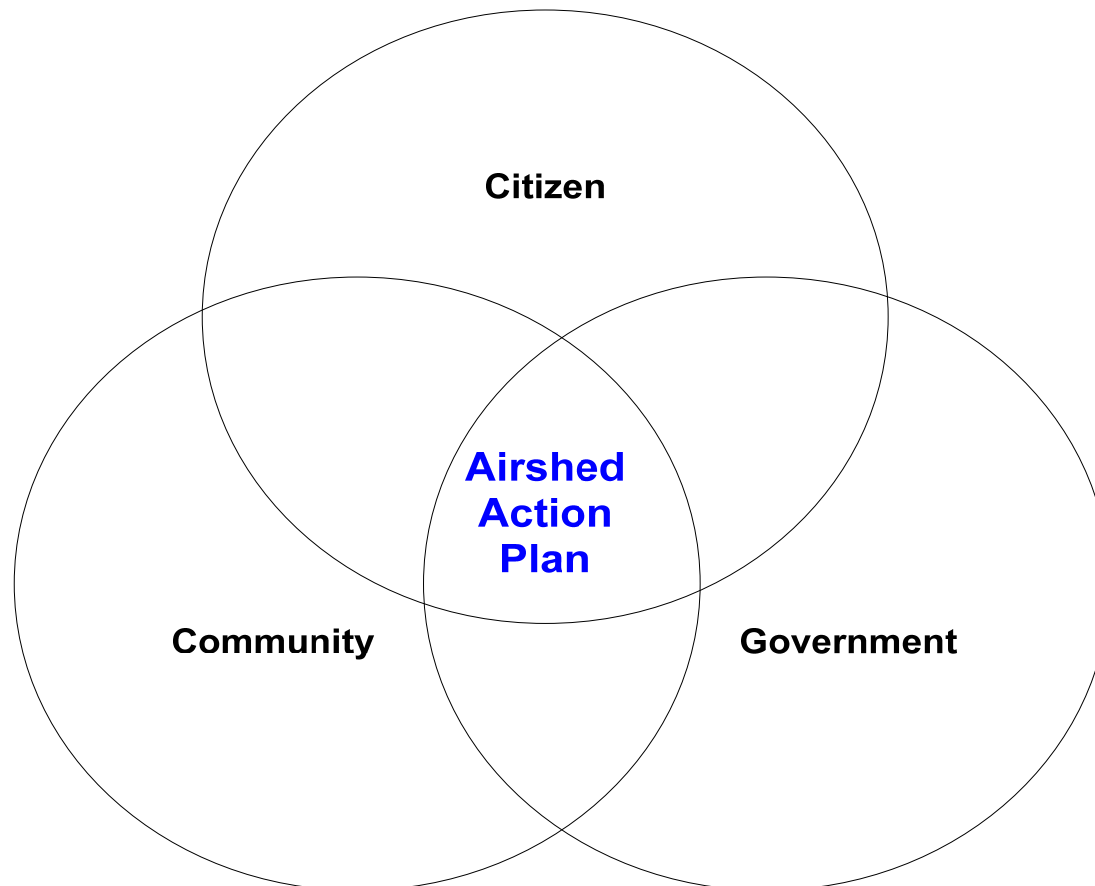 Citizen
Airshed
Action
Plan
Community
Government